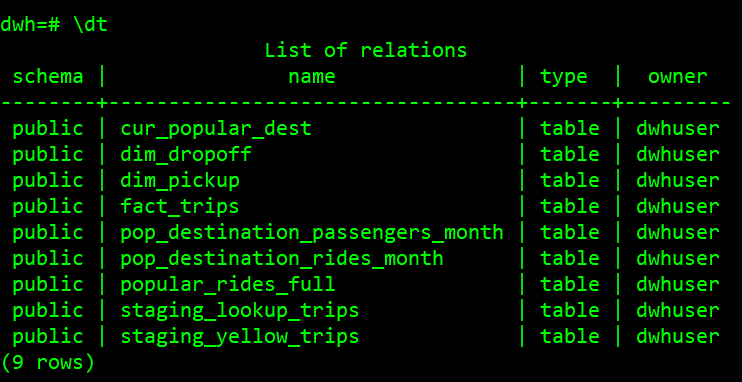 dwh=# \dt
                      List of relations
 schema |               name               | type  |  owner
--------+----------------------------------+-------+---------
 public | cur_popular_dest                 | table | dwhuser
 public | dim_dropoff                      | table | dwhuser
 public | dim_pickup                       | table | dwhuser
 public | fact_trips                       | table | dwhuser
 public | pop_destination_passengers_month | table | dwhuser
 public | pop_destination_rides_month      | table | dwhuser
 public | popular_rides_full               | table | dwhuser
 public | staging_lookup_trips             | table | dwhuser
 public | staging_yellow_trips             | table | dwhuser
(9 rows)